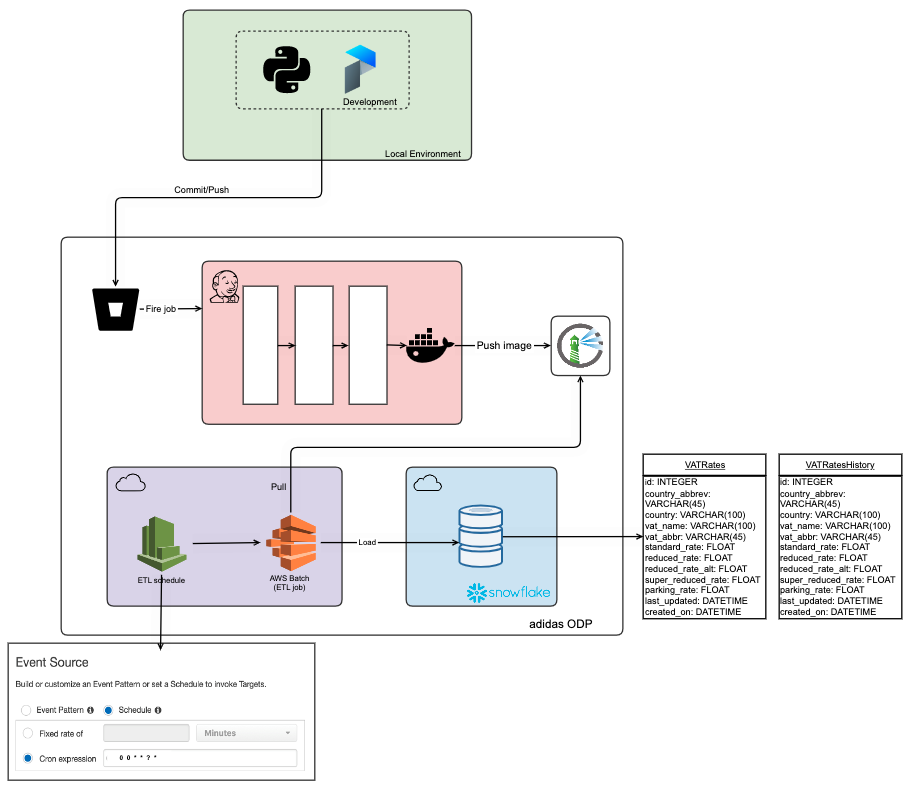 Development
Local Environment
Commit/Push
Fire job
Push image
Pull
ETL schedule
AWS Batch
(ETL job)
Load
snowflake
adidas ODP
VATRates
id: INTEGER
country_abbrev:
VARCHAR(45)
country: VARCHAR(100)
vat_name: VARCHAR(100)
vat_abbr: VARCHAR(45)
standard_rate: FLOAT
reduced_rate: FLOAT
reduced_rate_alt: FLOAT
super_reduced_rate: FLOAT
parking_rate: FLOAT
last_updated: DATETIME
created_on: DATETIME
VATRatesHistory
id: INTEGER
country_abbrev:
VARCHAR(45)
country: VARCHAR(100)
vat_name: VARCHAR(100)
vat_abbr: VARCHAR(45)
standard_rate: FLOAT
reduced_rate: FLOAT
reduced_rate_alt: FLOAT
super_reduced_rate: FLOAT
parking_rate: FLOAT
last_updated: DATETIME
created_on: DATETIME
Event Source
Build or customize an Event Pattern or set a Schedule to invoke Targets.
Event Pattern Schedule
Fixed rate of Minutes
Cron expression 0 0 * * ? *